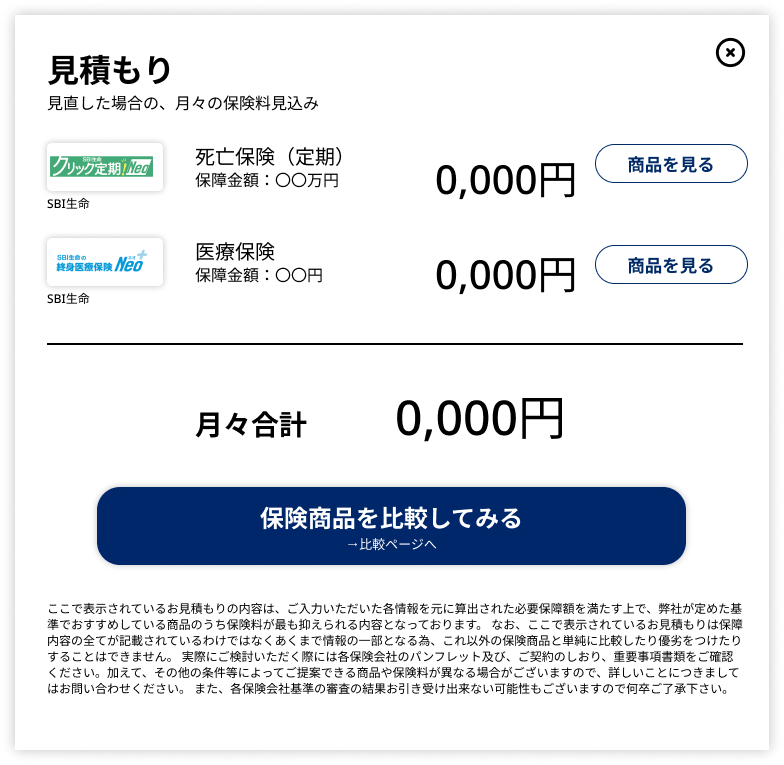 見積もり
見直した場合の、月々の保険料見込み
SBI生命
クリック定期!Neo
SBI生命
死亡保険（定期）
保障金額：〇〇万円
0,000円
商品を見る
SBI生命の
終身医療保険 Neo
ネオ
SBI生命
医療保険
保障金額：〇〇円
0,000円
商品を見る
月々合計
0,000円
保険商品を比較してみる
→比較ページへ
ここで表示されているお見積もりの内容は、ご入力いただいた各情報を元に算出された必要保障額を満たす上で、弊社が定めた基
準でおすすめしている商品のうち保険料が最も抑えられる内容となっております。 なお、ここで表示されているお見積もりは保障
内容の全てが記載されているわけではなくあくまで情報の一部となる為、これ以外の保険商品と単純に比較したり優劣をつけたり
することはできません。 実際にご検討いただく際には各保険会社のパンフレット及び、ご契約のしおり、重要事項書類をご確認
ください。加えて、その他の条件等によってご提案できる商品や保険料が異なる場合がございますので、詳しいことにつきまして
はお問い合わせください。 また、各保険会社基準の審査の結果お引き受け出来ない可能性もございますので何卒ご了承下さい。